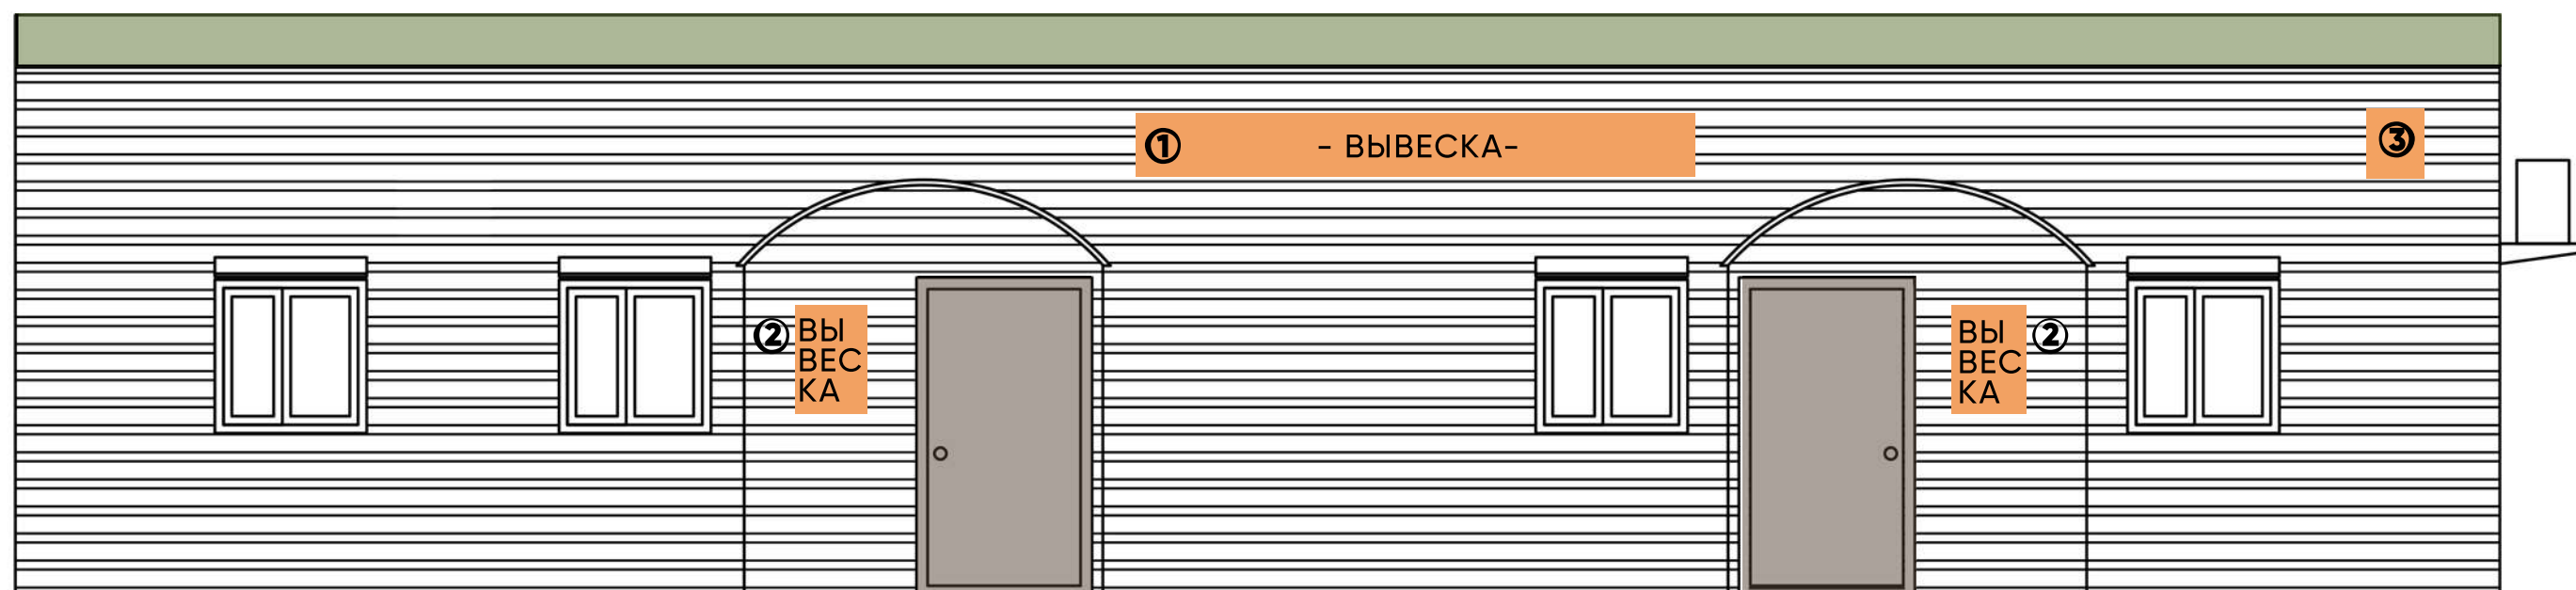 ① - ВЫВЕСКА-
③
② ВЫ
ВЕС
КА
ВЫ ②
ВЕС
КА